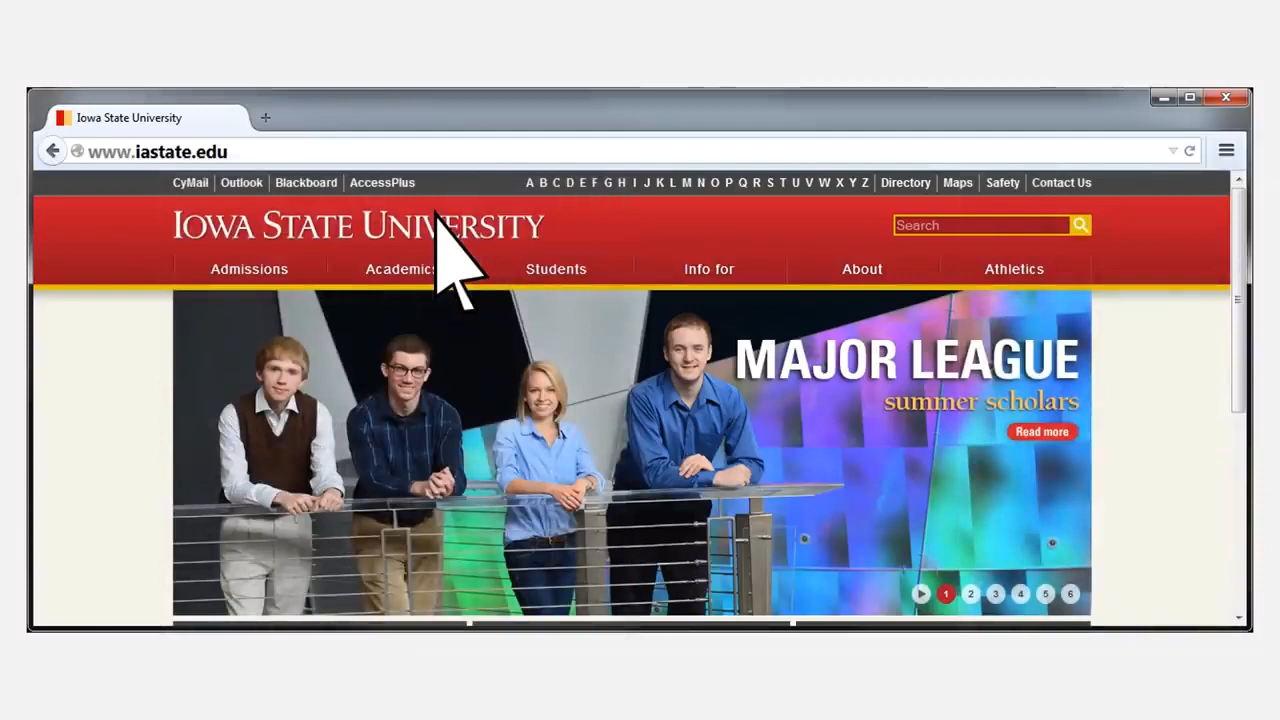 Iowa State University
www.iastate.edu
CyMail Outlook Blackboard AccessPlus A B C D E F G H I J K L M N O P Q R S T U V W X Y Z Directory Maps Safety Contact Us
IOWA STATE UNIVERSITY
Search
Admissions Academics Students Info for About Athletics
MAJOR LEAGUE
summer scholars
Read more
1 2 3 4 5 6